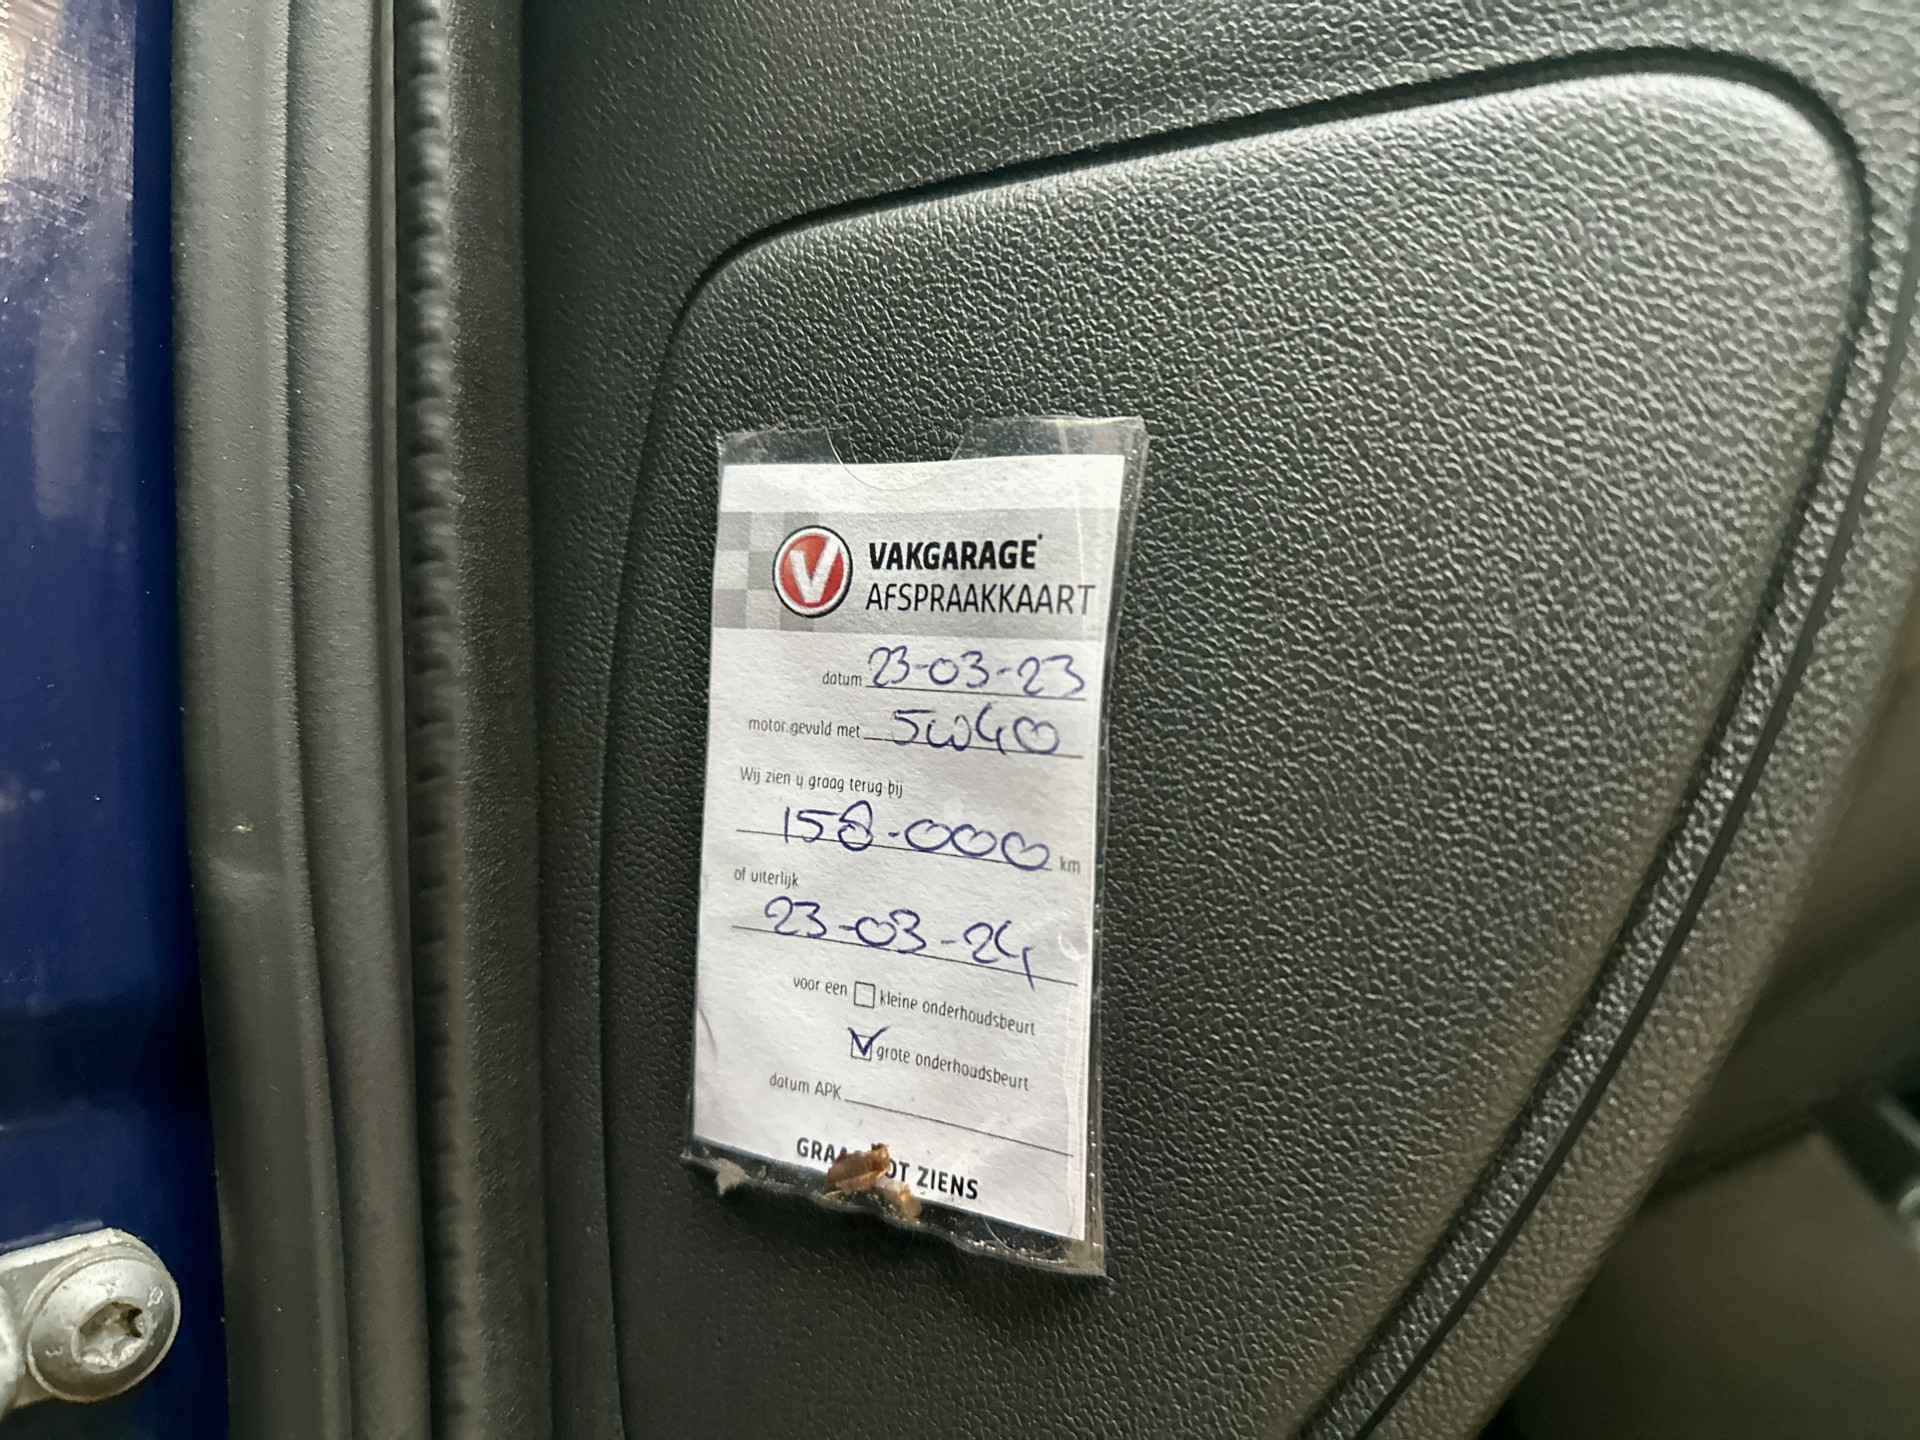 VAKGARAGE
AFSPRAAKKAART
datum 23-03-23
motor gevuld met 5w40
Wij zien u graag terug bij
158.000 km
of uiterlijk
23-03-24
voor een kleine onderhoudsbeurt
grote onderhoudsbeurt
datum APK
ZIENS